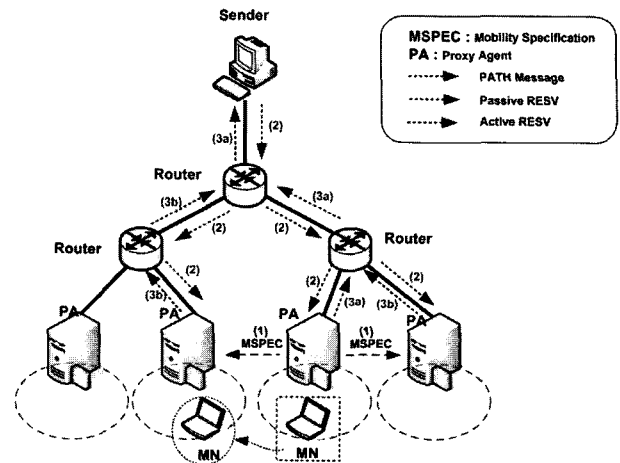 Sender
MSPEC : Mobility Specification
PA : Proxy Agent
PATH Message
Passive RESV
Active RESV
(3a)
(2)
Router
(3b)
(3a)
(2)
(2)
Router
Router
(2)
(3b)
(2)
(3a)
(3b)
(2)
PA
PA
PA
PA
(1)
MSPEC
(1)
MSPEC
MN
MN